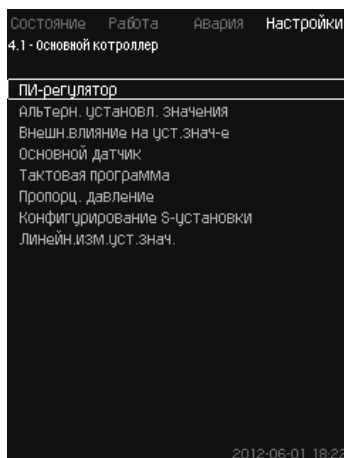 Состояние Работа Авария Настройки
4.1 - Основной котроллер
ПИ-регулятор
Альтерн. установл. значения
Внешн.влияние на уст.знач-е
Основной датчик
Тактовая программа
Пропорц. давление
Конфигурирование S-установки
Линейн.изм.уст.знач.
2012-06-01 18:22